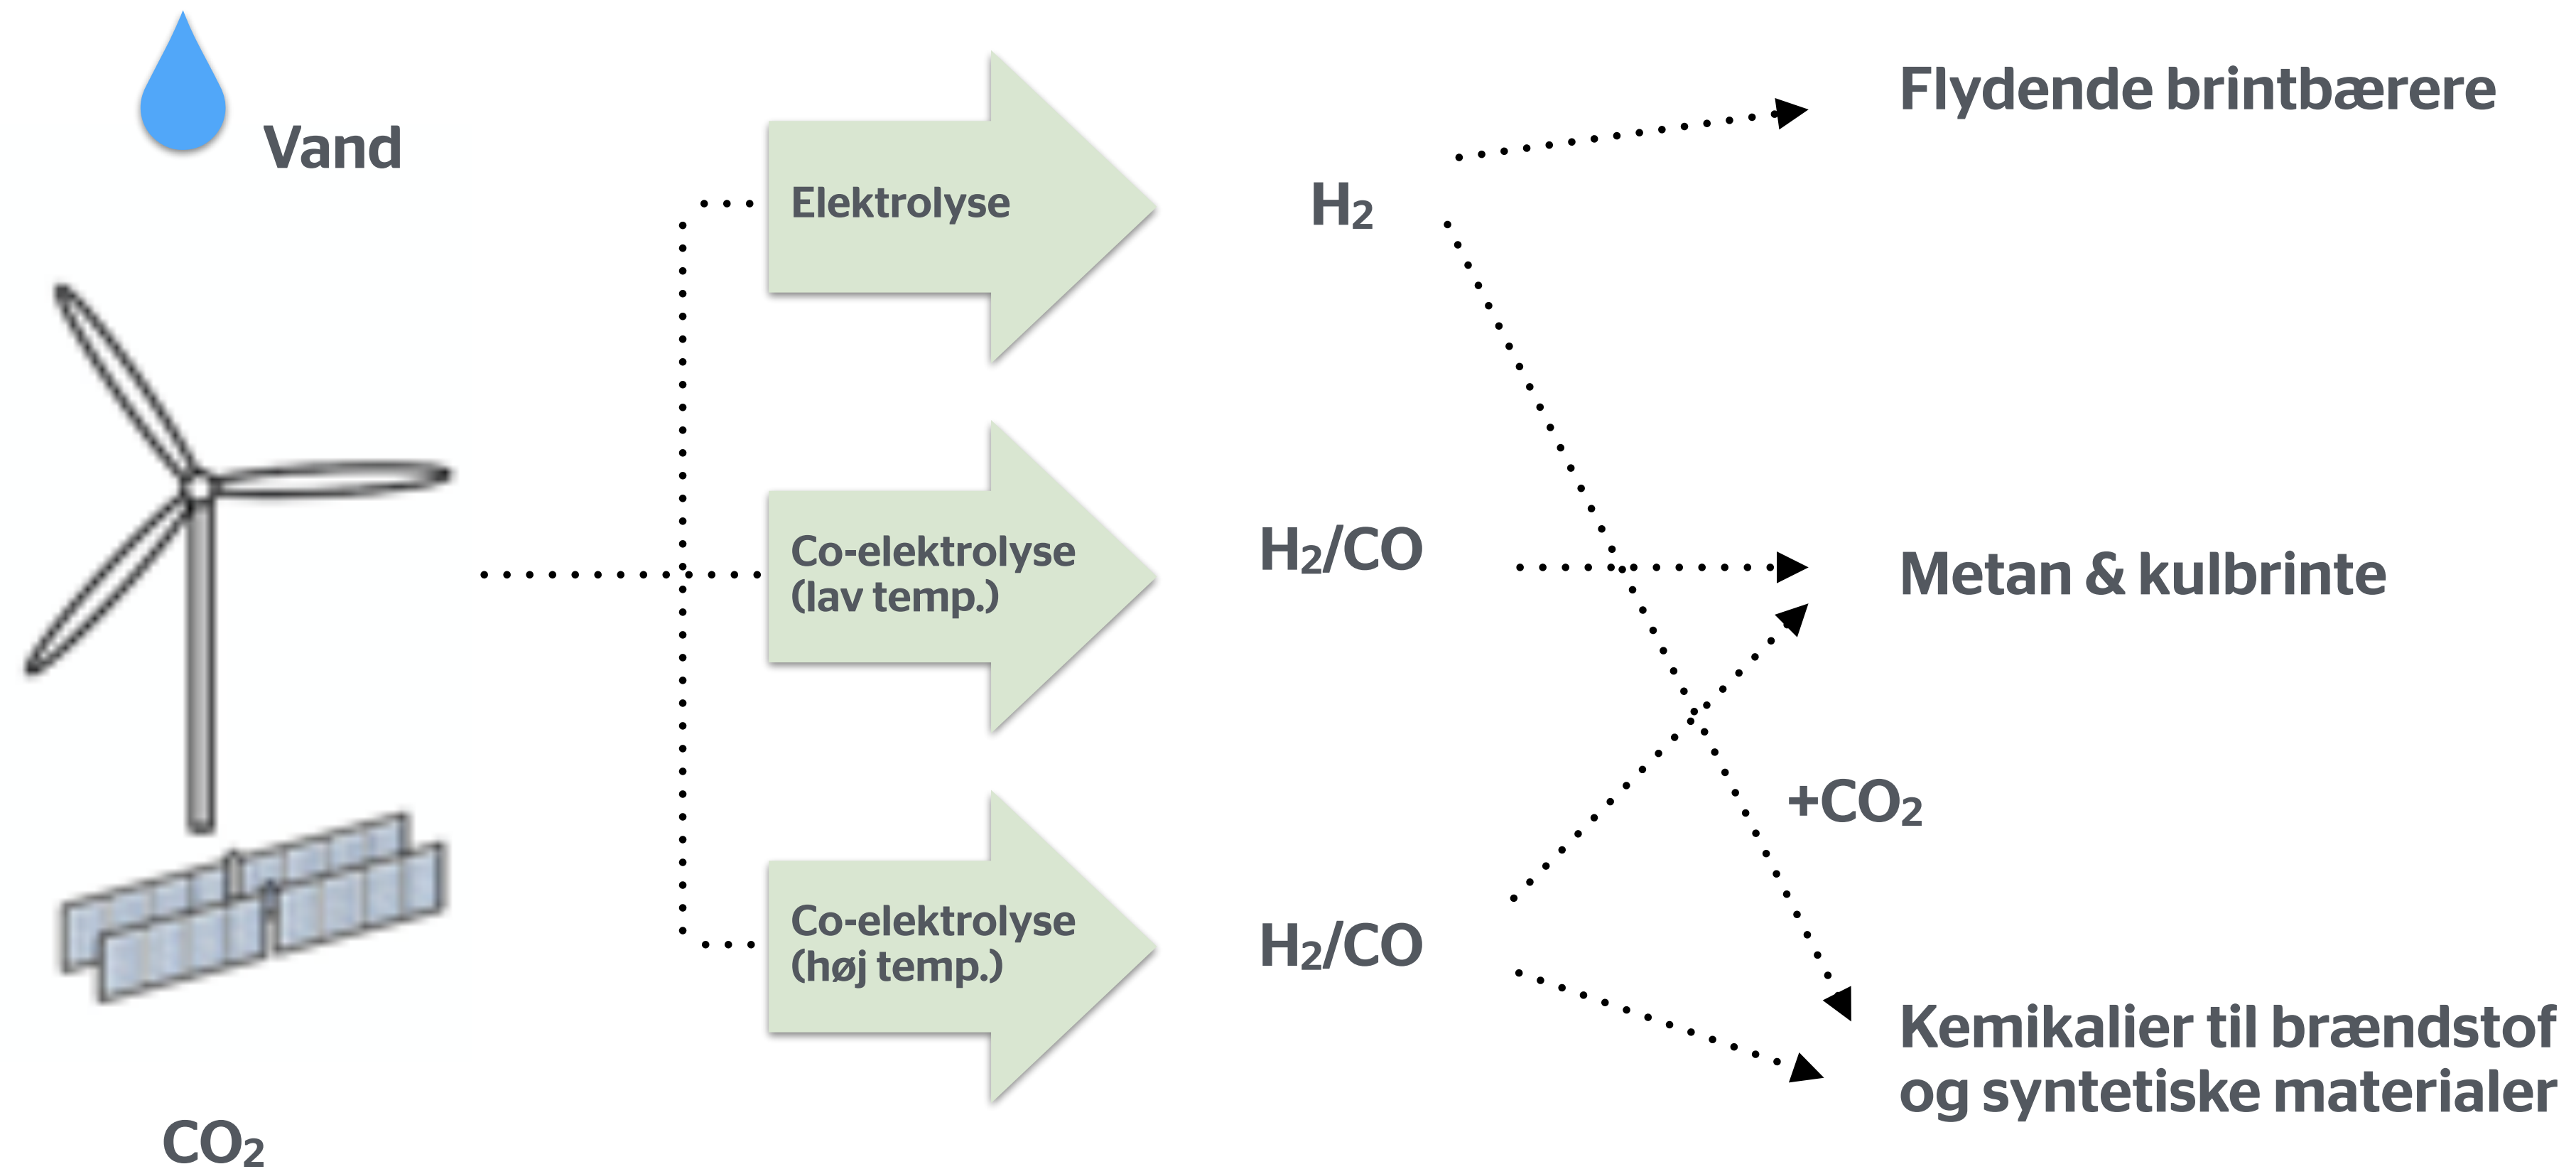 Vand
CO₂
Elektrolyse
Co-elektrolyse
(lav temp.)
Co-elektrolyse
(høj temp.)
H₂
H₂/CO
H₂/CO
+CO₂
Flydende brintbærere
Metan & kulbrinte
Kemikalier til brændstof
og syntetiske materialer